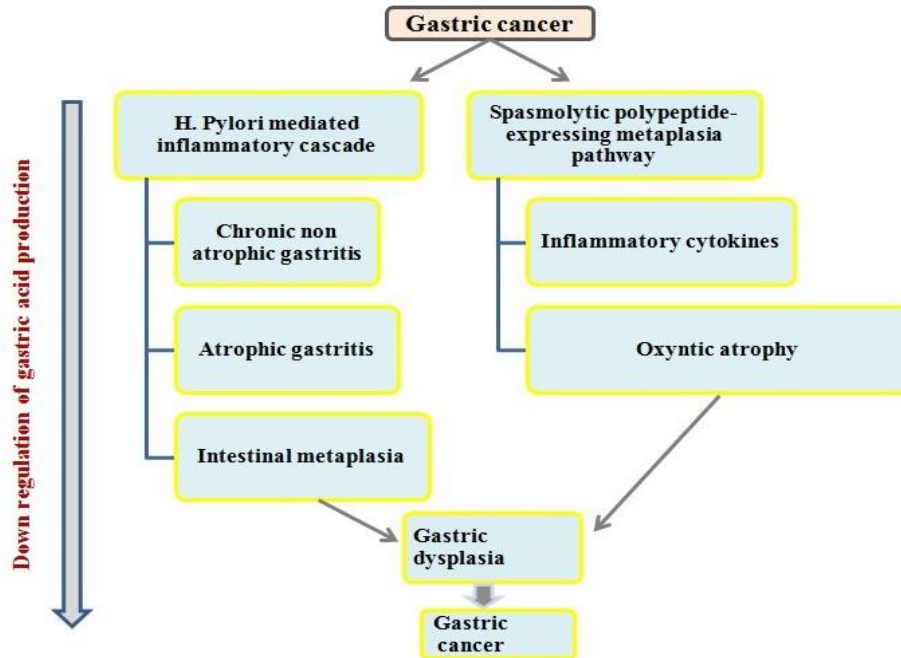 Gastric cancer
H. Pylori mediated
inflammatory cascade
Spasmolytic polypeptide-
expressing metaplasia
pathway
Chronic non
atrophic gastritis
Inflammatory cytokines
Atrophic gastritis
Oxyntic atrophy
Intestinal metaplasia
Gastric
dysplasia
Gastric
cancer
Down regulation of gastric acid production